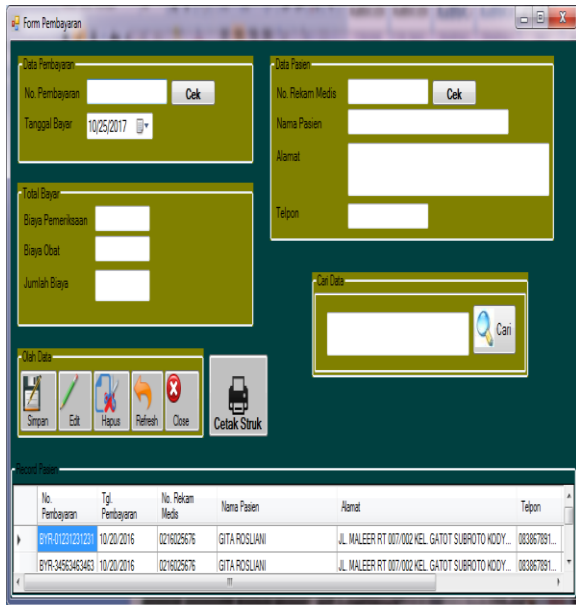 Form Pembayaran
Data Pembayaran
No. Pembayaran
Cek
Tanggal Bayar
10/25/2017
Data Pasien
No. Rekam Medis
Cek
Nama Pasien
Alamat
Telpon
Total Bayar
Biaya Pemeriksaan
Biaya Obat
Jumlah Biaya
Cari Data
Cari
Olah Data
Simpan
Edit
Hapus
Refresh
Close
Cetak Struk
Record Pasien
No. Pembayaran Tgl. Pembayaran No. Rekam Medis Nama Pasien Alamat Telpon
BYR-01231231231 10/20/2016 0216025676 GITA ROSLIANI JL. MALEER RT 007/002 KEL. GATOT SUBROTO KODY... 083867891...
BYR-34563463463 10/20/2016 0216025676 GITA ROSLIANI JL. MALEER RT 007/002 KEL. GATOT SUBROTO KODY... 083867891...